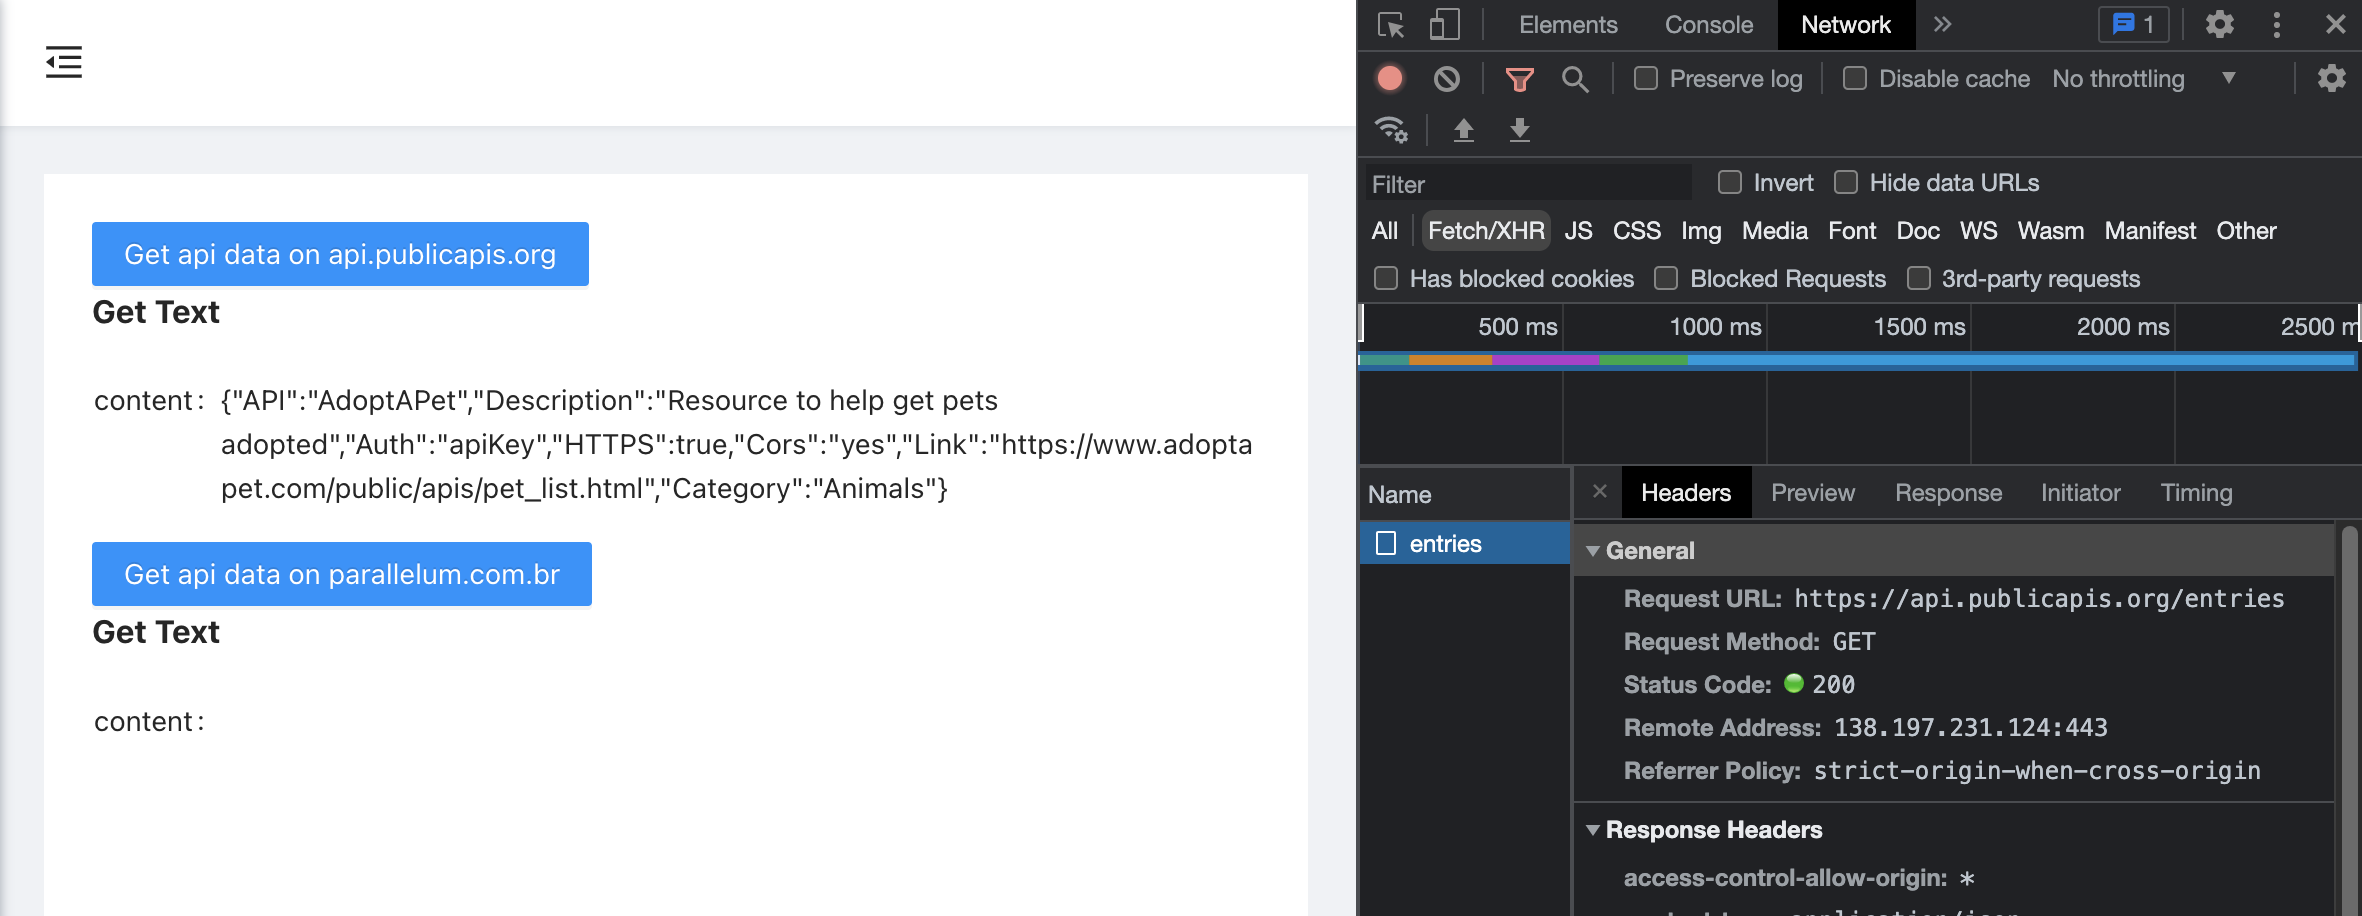 Get api data on api.publicapis.org
Get Text
content: {"API":"AdoptAPet","Description":"Resource to help get pets
adopted","Auth":"apiKey","HTTPS":true,"Cors":"yes","Link":"https://www.adopta
pet.com/public/apis/pet_list.html","Category":"Animals"}
Get api data on parallelum.com.br
Get Text
content:
Elements Console Network » 1
Preserve log Disable cache No throttling
Filter Invert Hide data URLs
All Fetch/XHR JS CSS Img Media Font Doc WS Wasm Manifest Other
Has blocked cookies Blocked Requests 3rd-party requests
500 ms 1000 ms 1500 ms 2000 ms 2500 m
Name
entries
× Headers Preview Response Initiator Timing
General
Request URL: https://api.publicapis.org/entries
Request Method: GET
Status Code: 200
Remote Address: 138.197.231.124:443
Referrer Policy: strict-origin-when-cross-origin
Response Headers
access-control-allow-origin: *